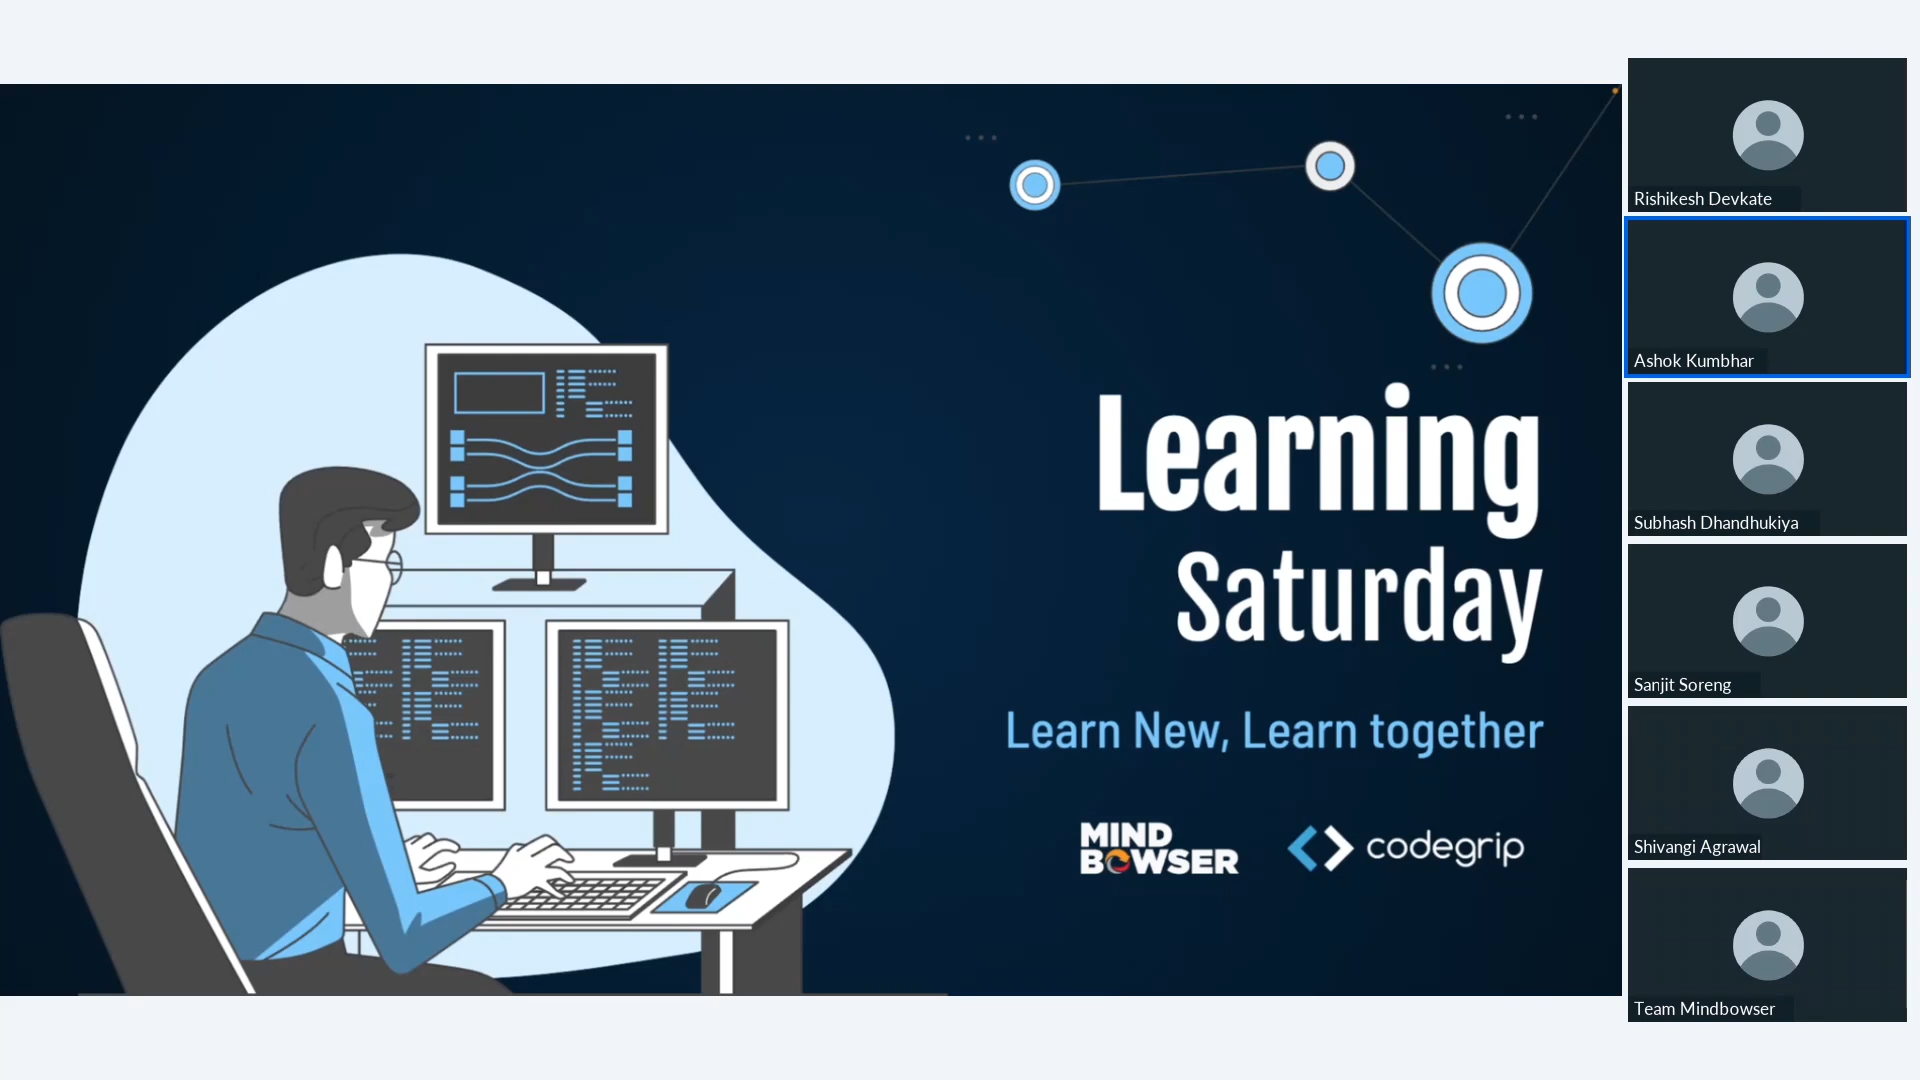 Learning
Saturday
Learn New, Learn together
MIND
BOWSER
codegrip
Rishikesh Devkate
Ashok Kumbhar
Subhash Dhandhukiya
Sanjit Soreng
Shivangi Agrawal
Team Mindbowser